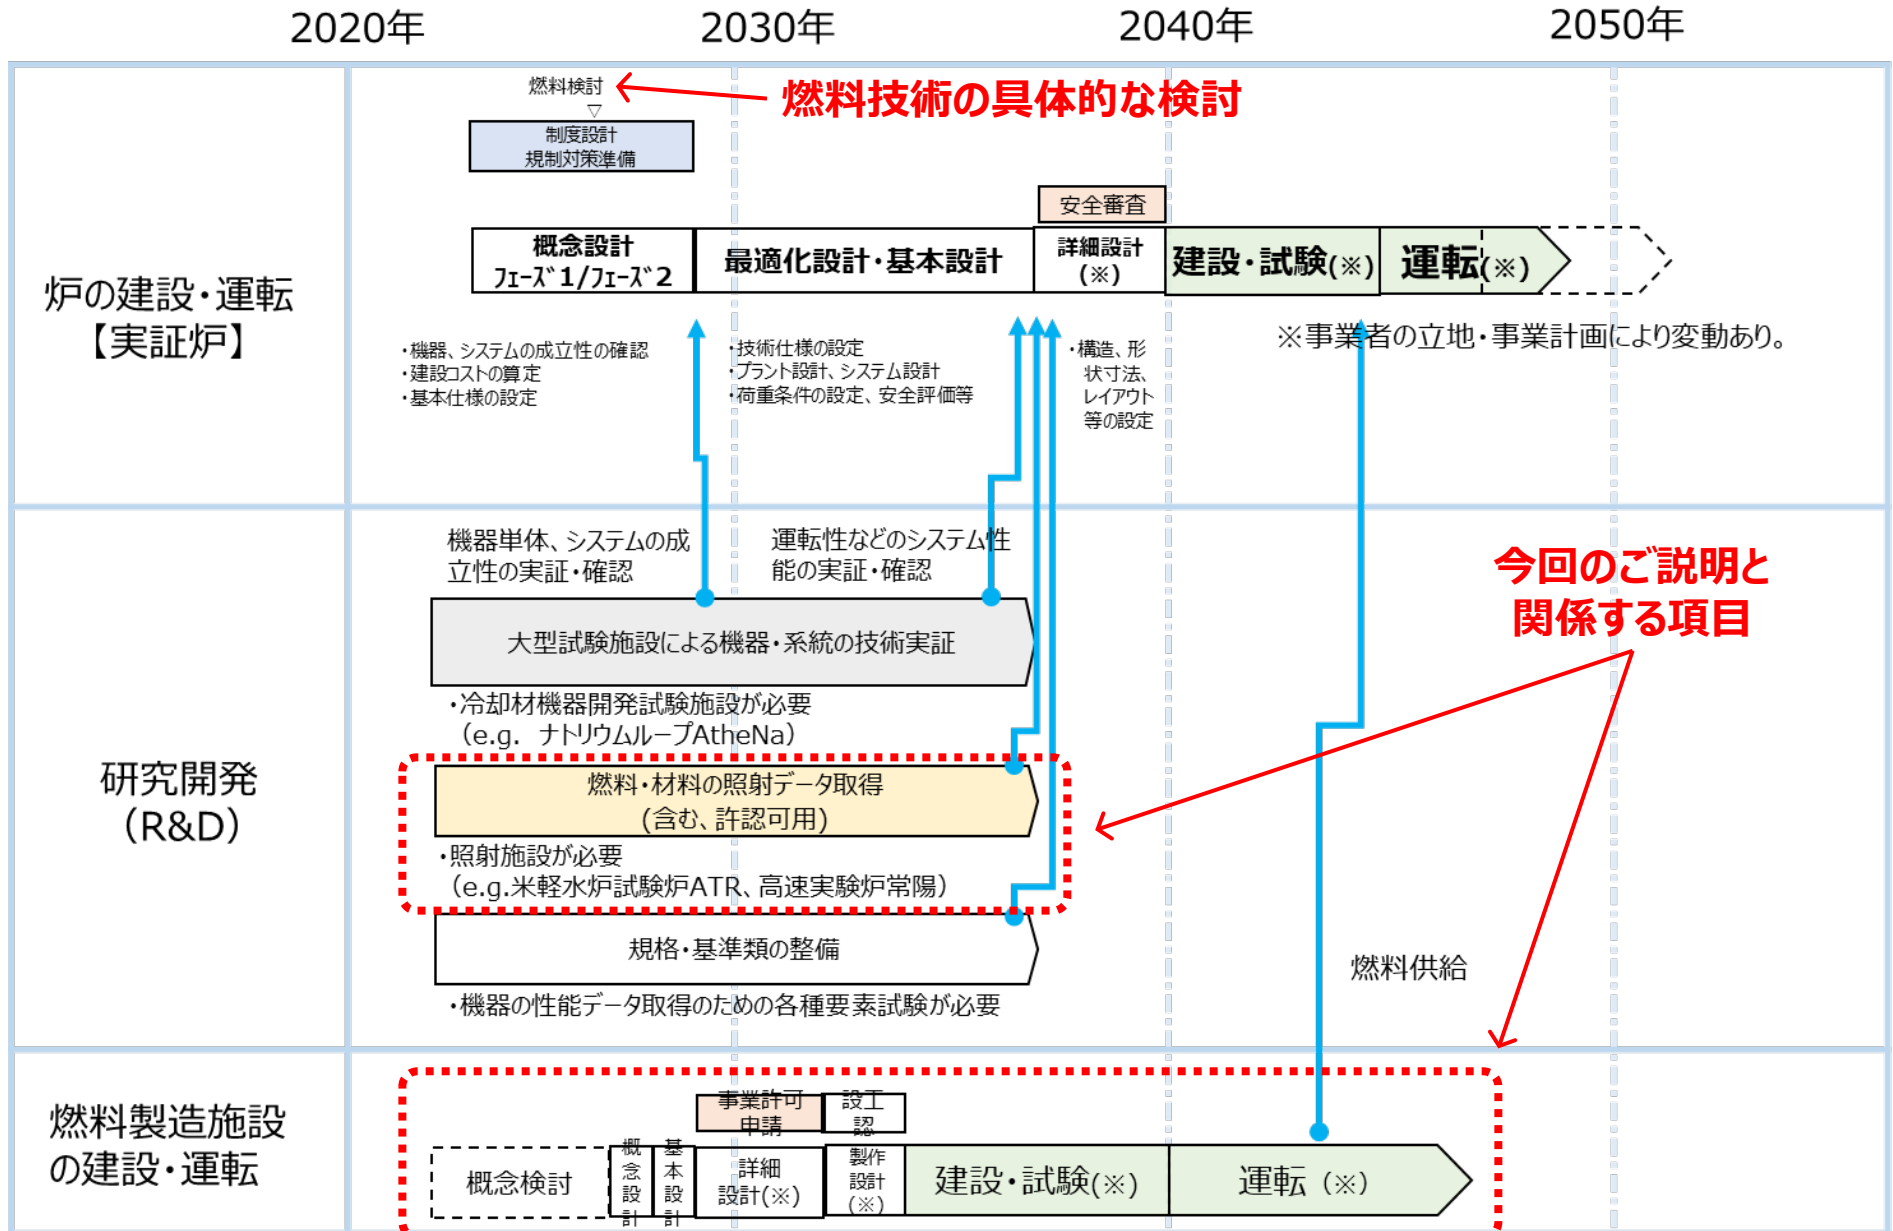 2020年
2030年
2040年
2050年
燃料検討
▽
燃料技術の具体的な検討
制度設計
規制対策準備
安全審査
炉の建設・運転
【実証炉】
概念設計
フェーズ1/フェーズ2
最適化設計・基本設計
詳細設計
(※)
建設・試験(※)
運転(※)
※事業者の立地・事業計画により変動あり。
・機器、システムの成立性の確認
・建設コストの算定
・基本仕様の設定
・技術仕様の設定
・プラント設計、システム設計
・荷重条件の設定、安全評価等
・構造、形
状寸法、
レイアウト
等の設定
研究開発
（R&D）
機器単体、システムの成
立性の実証・確認
運転性などのシステム性
能の実証・確認
今回のご説明と
関係する項目
大型試験施設による機器・系統の技術実証
・冷却材機器開発試験施設が必要
（e.g. ナトリウムループAtheNa）
燃料・材料の照射データ取得
(含む、許認可用)
・照射施設が必要
（e.g.米軽水炉試験炉ATR、高速実験炉常陽）
規格・基準類の整備
・機器の性能データ取得のための各種要素試験が必要
燃料供給
燃料製造施設
の建設・運転
事業許可
申請
設工
認
概念検討
概念設計
基本設計
詳細
設計(※)
製作
設計
(※)
建設・試験(※)
運転（※）